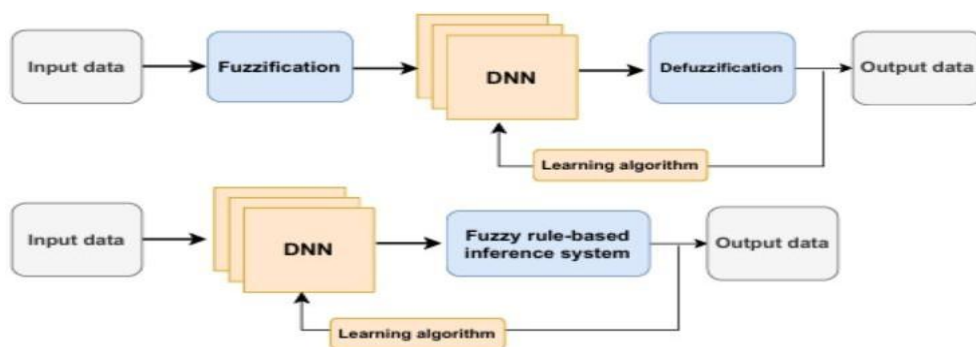 Input data
Fuzzification
DNN
Defuzzification
Output data
Learning algorithm
Input data
DNN
Fuzzy rule-based
inference system
Output data
Learning algorithm